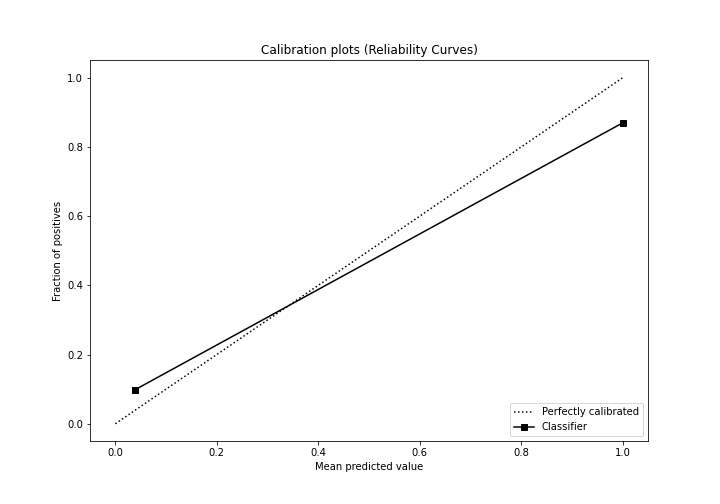 Calibration plots (Reliability Curves)
1.0
0.8
0.6
0.4
0.2
0.0
Fraction of positives
0.0 0.2 0.4 0.6 0.8 1.0
Mean predicted value
Perfectly calibrated
Classifier